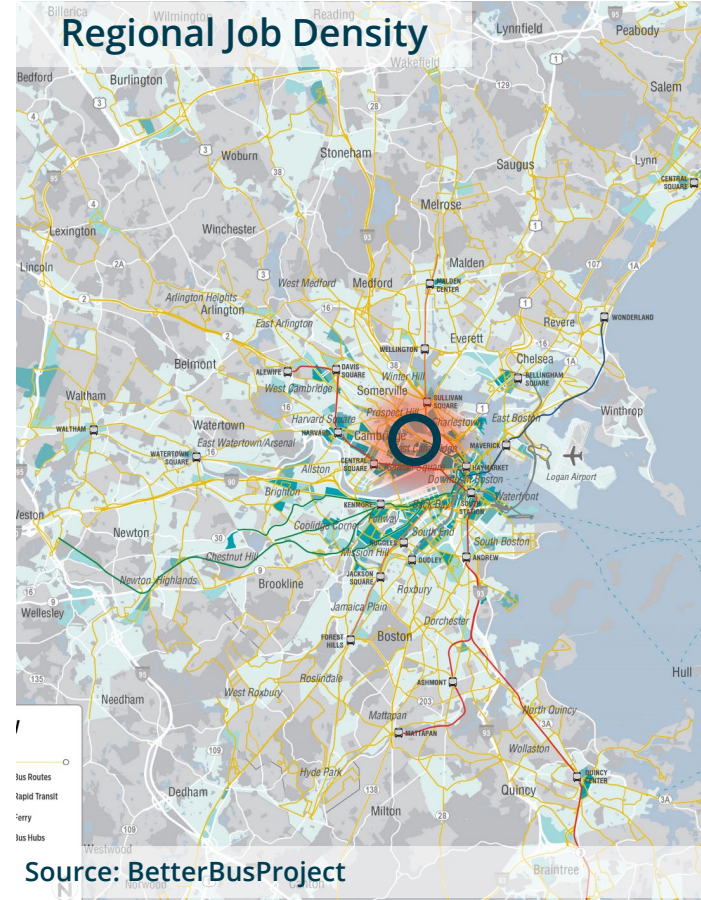 Billerica
Wilmington
Reading
Regional Job Density
Lynnfield
Peabody
Wakefield
Bedford
Burlington
Salem
Woburn
Stoneham
Saugus
Lynn
CENTRAL
SQUARE
Melrose
Lexington
Winchester
Lincoln
Malden
West Medford
Medford
MALDEN
CENTER
Arlington Heights
Arlington
East Arlington
Revere
WONDERLAND
Everett
WELLINGTON
Chelsea
Belmont
ALEWIFE
DAVIS
SQUARE
Winter Hill
BELLINGHAM
SQUARE
West Cambridge
Somerville
Waltham
SULLIVAN
SQUARE
Winthrop
Prospect Hill
Charlestown
East Boston
Harvard Square
HARVARD
Cambridge
Watertown
WALTHAM
East Watertown/Arsenal
MAVERICK
WATERTOWN
SQUARE
CENTRAL
SQUARE
HAYMARKET
Allston
Logan Airport
Downtown Boston
Brighton
Waterfront
Weston
KENMORE
Back Bay
SOUTH
STATION
Coolidge Corner
Fenway
Newton
South End
South Boston
RUGGLES
Chestnut Hill
Mission Hill
DUDLEY
ANDREW
Newton Highlands
Brookline
JACKSON
SQUARE
Roxbury
Wellesley
Jamaica Plain
Dorchester
FOREST
HILLS
Boston
Hull
Roslindale
ASHMONT
Needham
West Roxbury
Mattapan
North Quincy
MATTAPAN
Wollaston
Hyde Park
QUINCY
CENTER
Bus Routes
Rapid Transit
Ferry
Bus Hubs
Dedham
Quincy
Milton
Westwood
Source: BetterBusProject
Braintree
Norwood
Canton
N